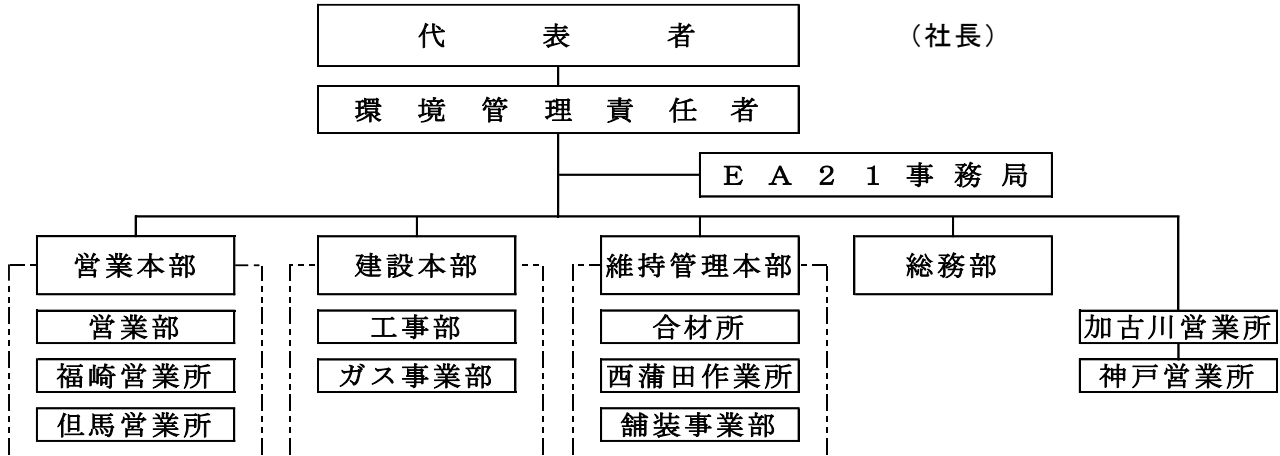 代表者 (社長)
環境管理責任者
EA21事務局
営業本部 建設本部 維持管理本部 総務部
営業部 工事部 合材所 加古川営業所
福崎営業所 ガス事業部 西蒲田作業所 神戸営業所
但馬営業所 舗装事業部